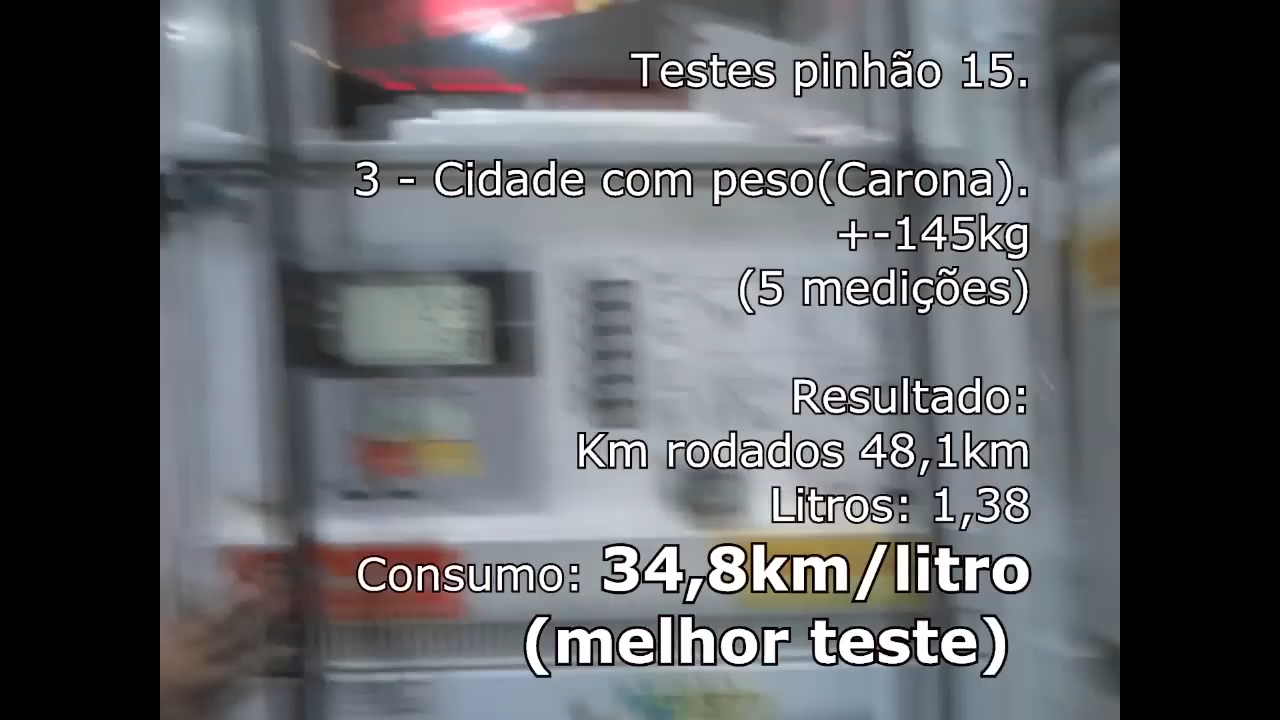 Testes pinhão 15.
3 - Cidade com peso(Carona).
+-145kg
(5 medições)
Resultado:
Km rodados 48,1km
Litros: 1,38
Consumo: 34,8km/litro
(melhor teste)